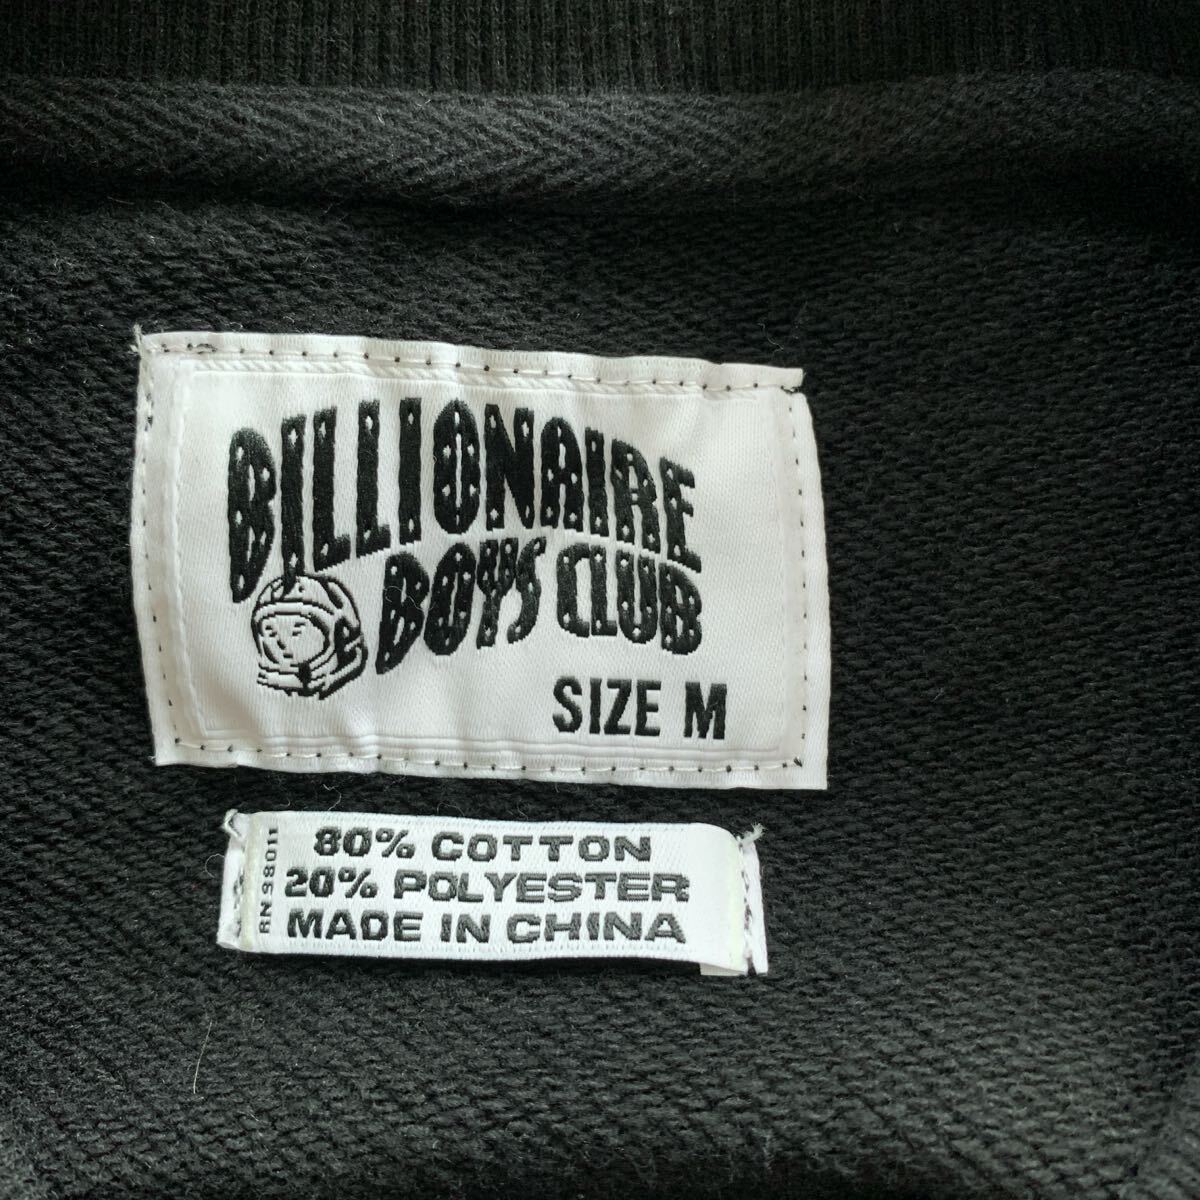 BILLIONAIRE
BOYS CLUB
SIZE M
RN 98011
80% COTTON
20% POLYESTER
MADE IN CHINA